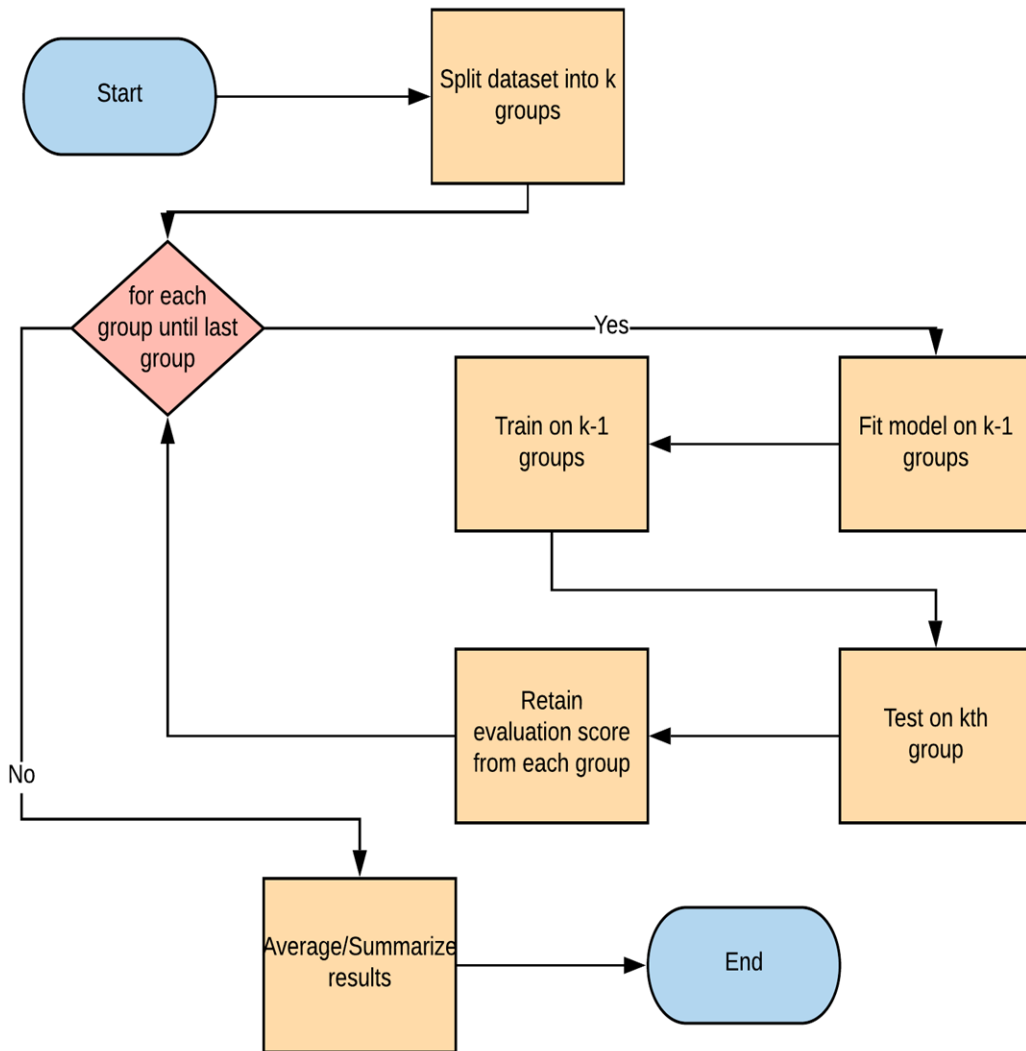 Start
Split dataset into k
groups
for each
group until last
group
Yes
Train on k-1
groups
Fit model on k-1
groups
Retain
evaluation score
from each group
Test on kth
group
No
Average/Summarize
results
End